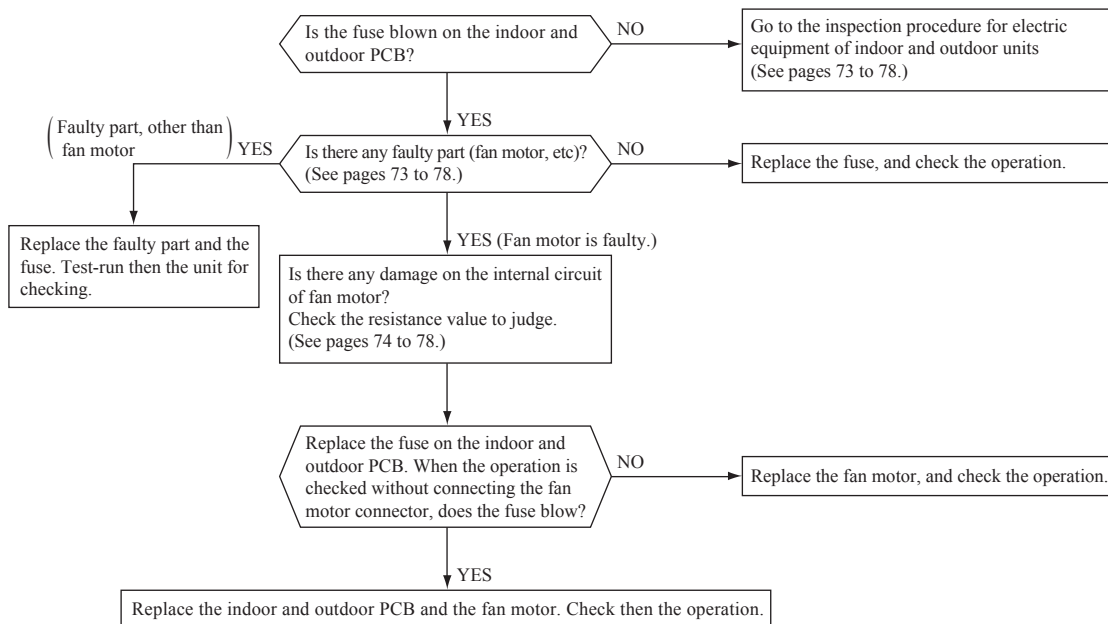 Is the fuse blown on the indoor and
outdoor PCB?
NO
Go to the inspection procedure for electric
equipment of indoor and outdoor units
(See pages 73 to 78.)
YES
(Faulty part, other than
fan motor)
YES
Is there any faulty part (fan motor, etc)?
(See pages 73 to 78.)
NO
Replace the fuse, and check the operation.
Replace the faulty part and the
fuse. Test-run then the unit for
checking.
YES (Fan motor is faulty.)
Is there any damage on the internal circuit
of fan motor?
Check the resistance value to judge.
(See pages 74 to 78.)
Replace the fuse on the indoor and
outdoor PCB. When the operation is
checked without connecting the fan
motor connector, does the fuse blow?
NO
Replace the fan motor, and check the operation.
YES
Replace the indoor and outdoor PCB and the fan motor. Check then the operation.